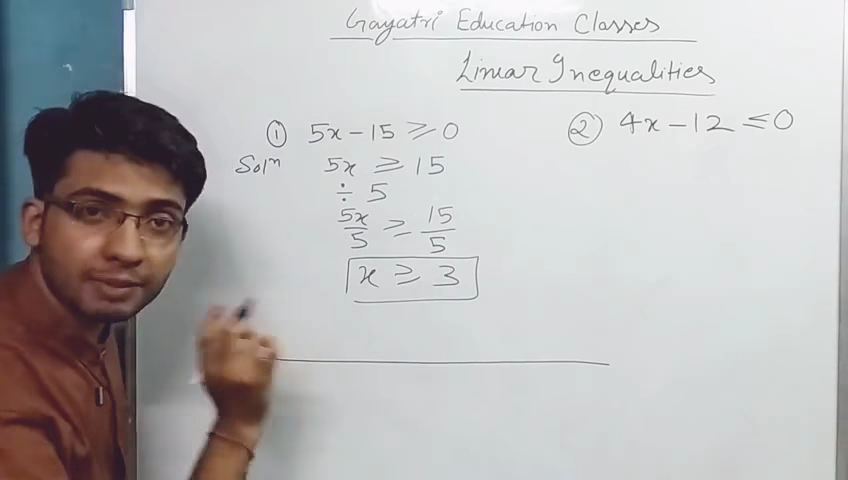 Gayatri Education Classes
Linear Inequalities
① 5x - 15 ≥ 0
Solⁿ 5x ≥ 15
÷ 5
5x/5 ≥ 15/5
x ≥ 3
② 4x - 12 ≤ 0